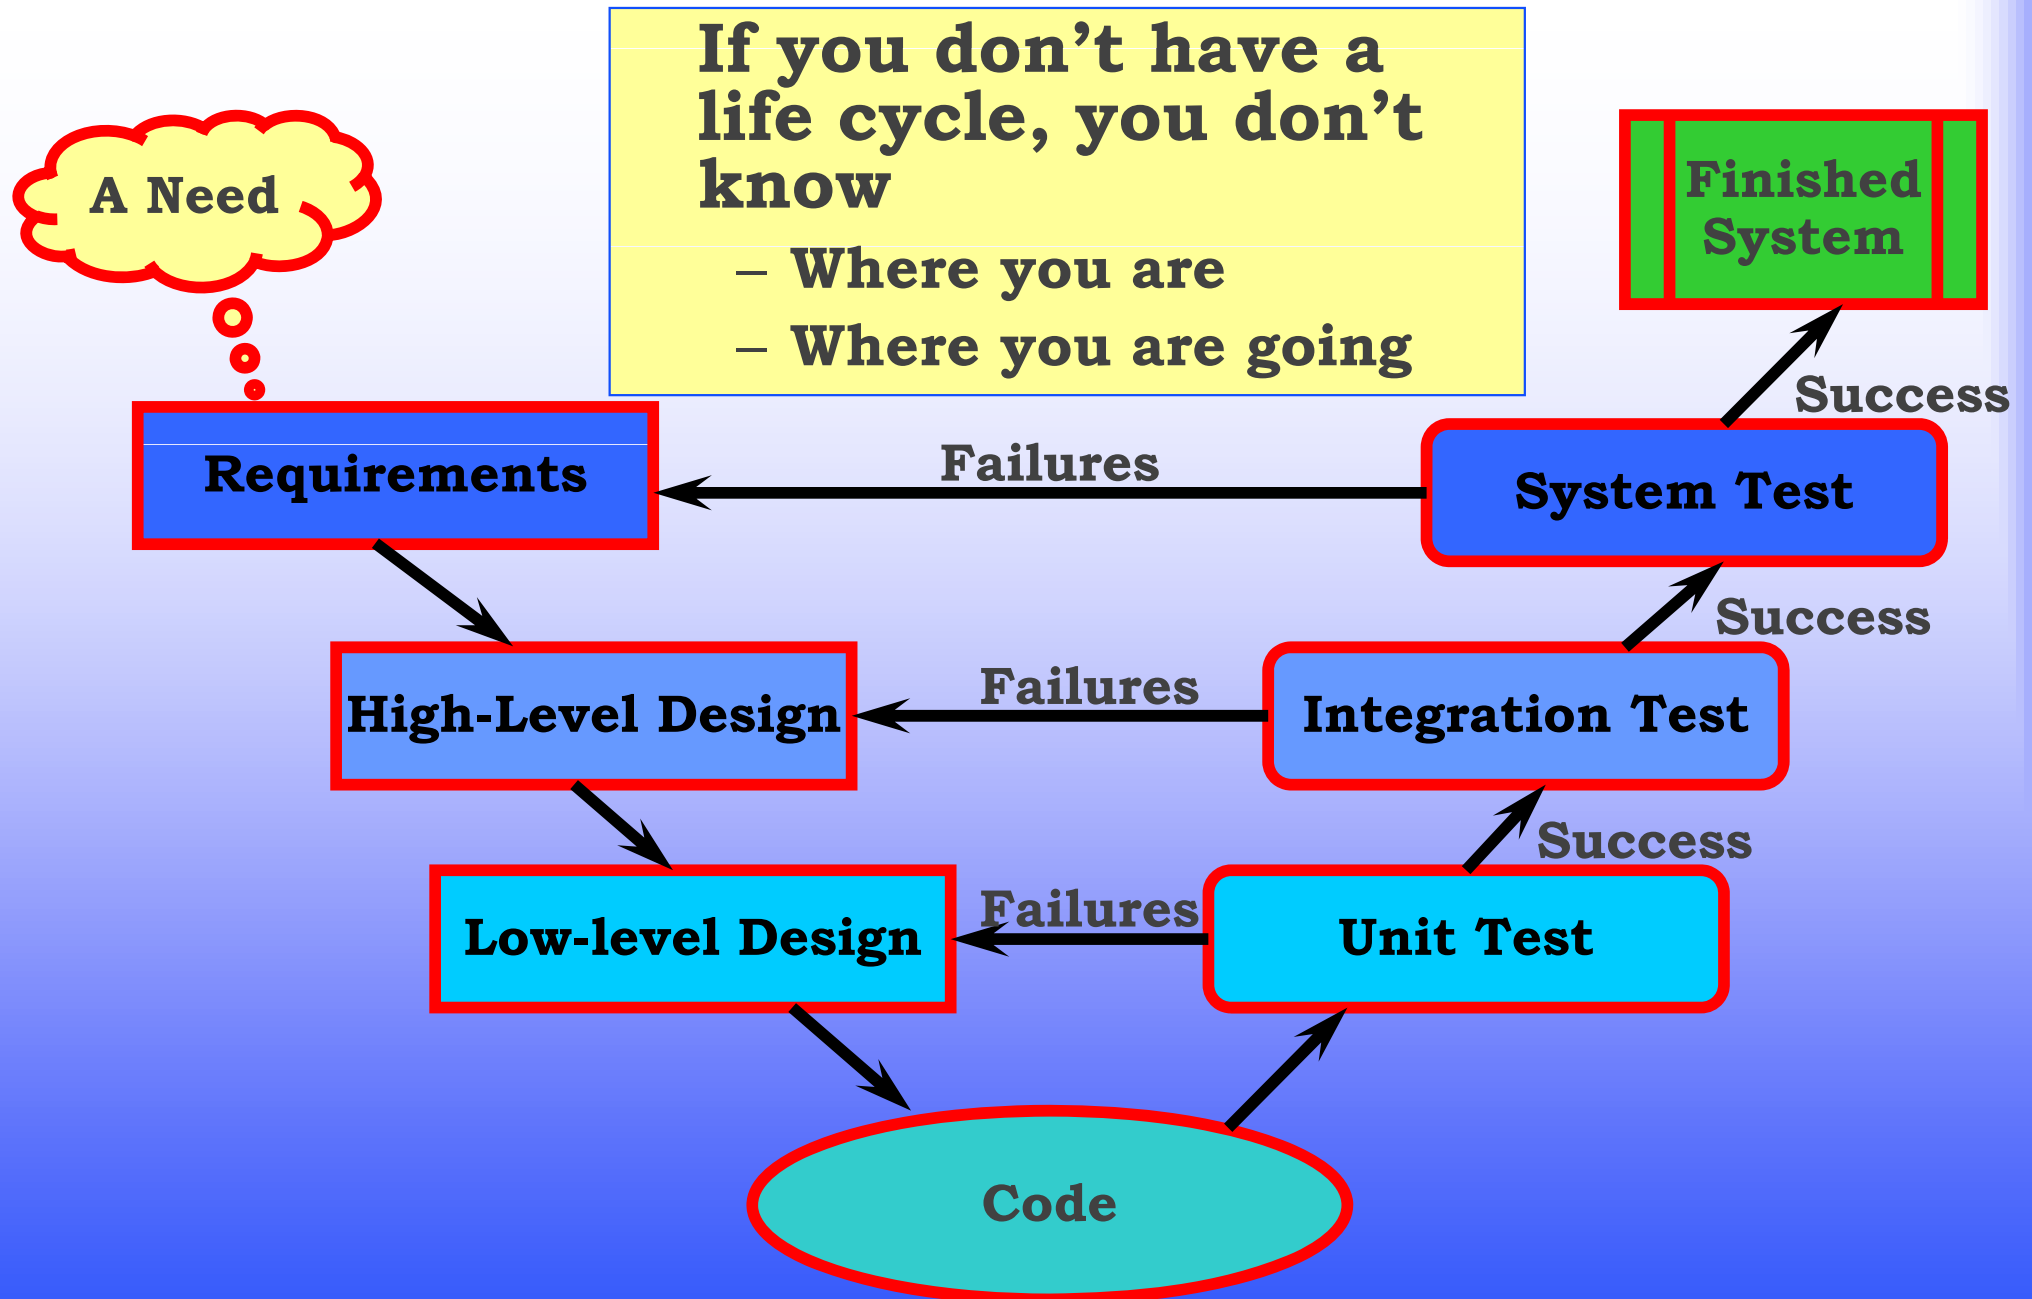 If you don’t have a
life cycle, you don’t
know
– Where you are
– Where you are going
A Need
Finished
System
Success
Requirements
Failures
System Test
Success
High-Level Design
Failures
Integration Test
Success
Low-level Design
Failures
Unit Test
Code